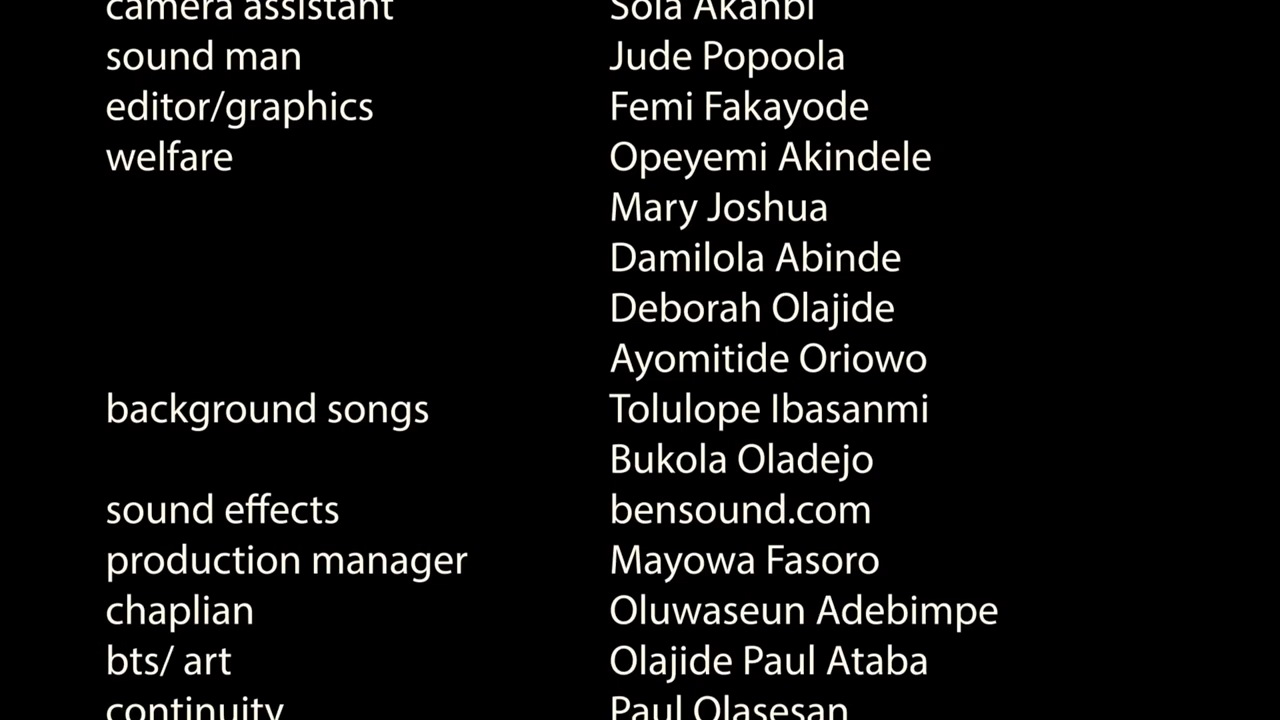 camera assistant Sola Akanbi
sound man Jude Popoola
editor/graphics Femi Fakayode
welfare Opeyemi Akindele
Mary Joshua
Damilola Abinde
Deborah Olajide
Ayomitide Oriowo
background songs Tolulope Ibasanmi
Bukola Oladejo
sound effects bensound.com
production manager Mayowa Fasoro
chaplian Oluwaseun Adebimpe
bts/ art Olajide Paul Ataba
continuity Paul Olasesan